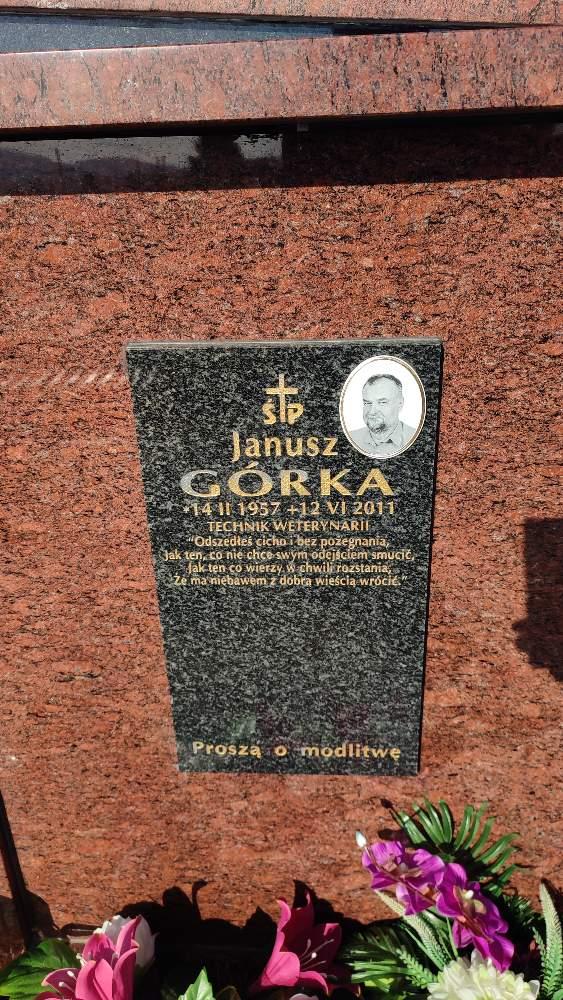 ŚP
Janusz
GÓRKA
*14 II 1957 +12 VI 2011
TECHNIK WETERYNARII
"Odszedłeś cicho i bez pożegnania,
Jak ten, co nie chce swym odejściem smucić,
Jak ten co wierzy w chwili rozstania,
Że ma niebawem z dobrą wieścią wrócić."
Proszą o modlitwę